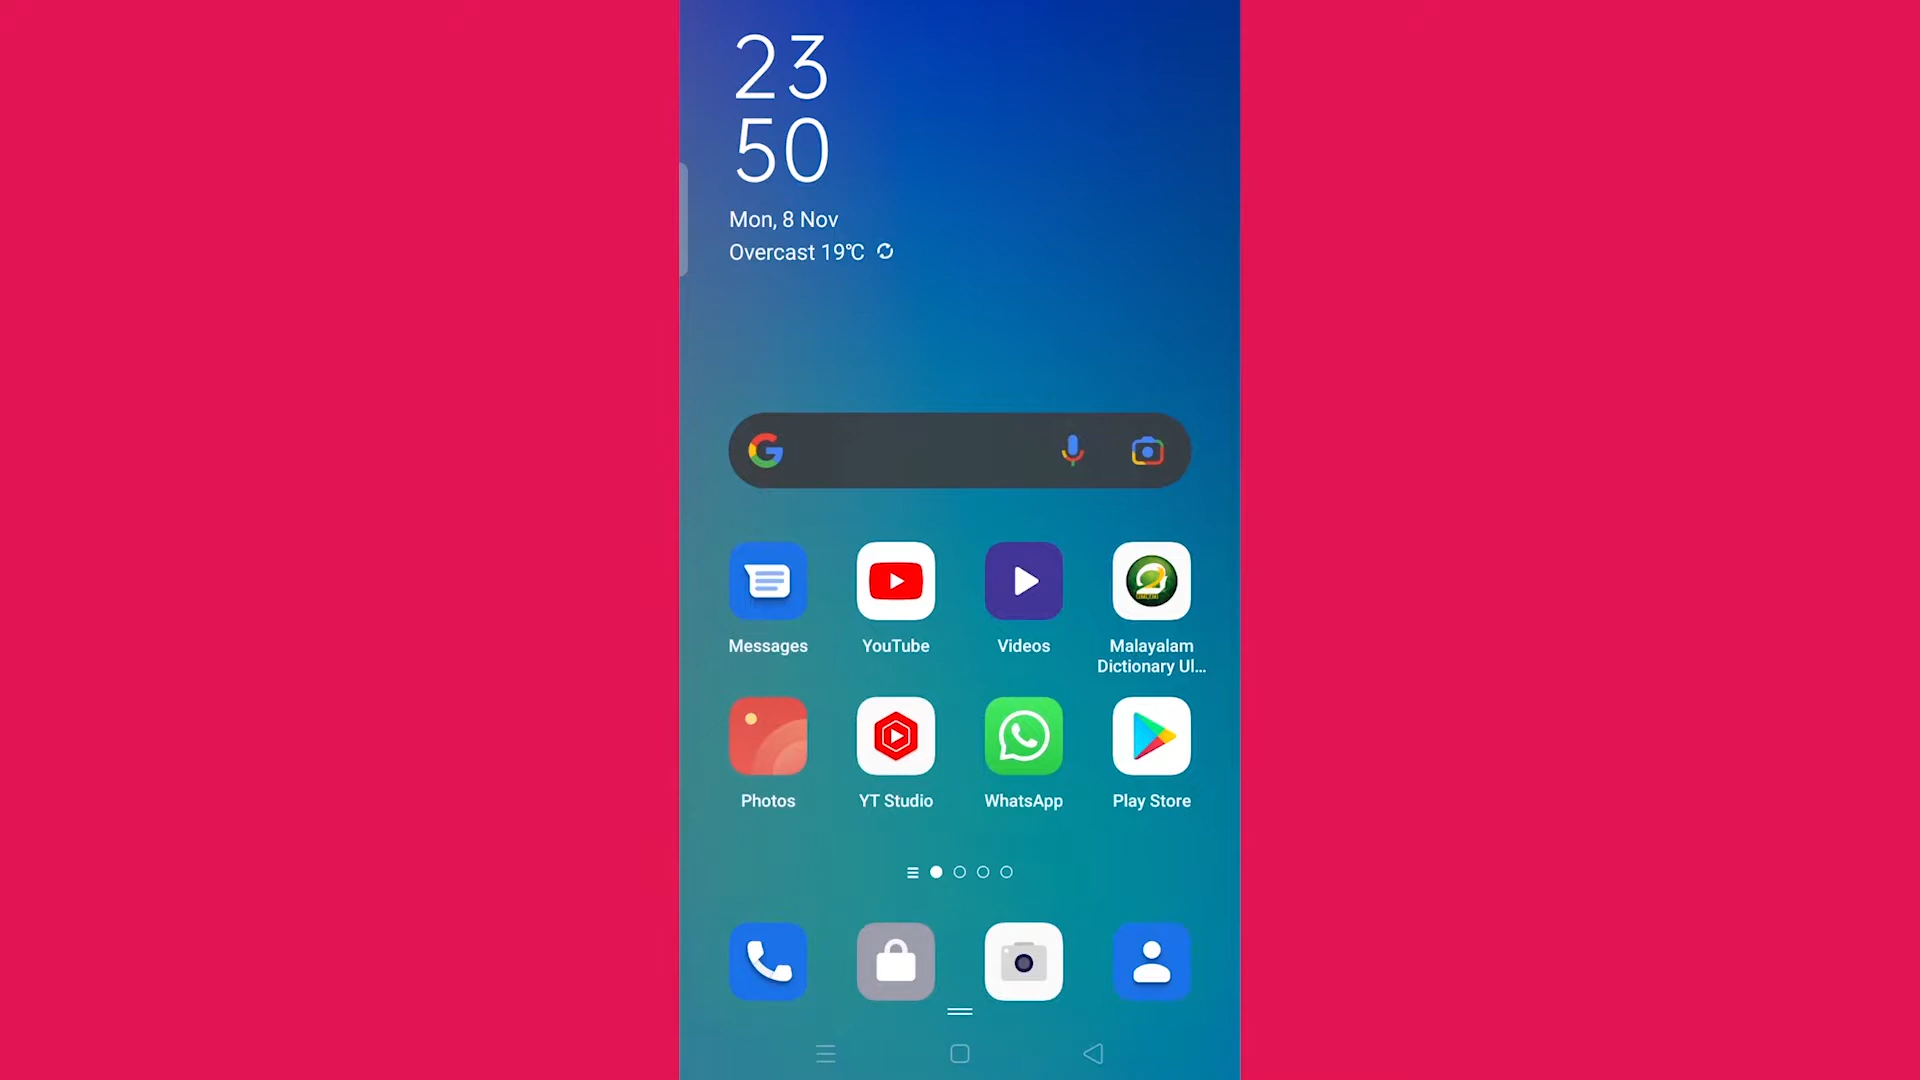 23
50
Mon, 8 Nov
Overcast 19℃
Messages
YouTube
Videos
Malayalam
Dictionary Ul...
Photos
YT Studio
WhatsApp
Play Store